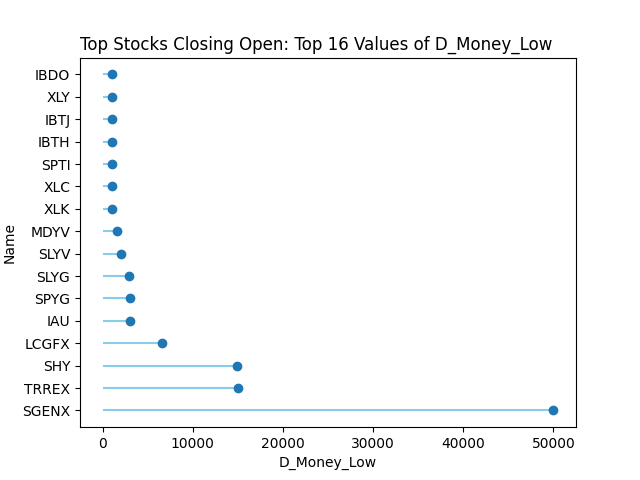 Top Stocks Closing Open: Top 16 Values of D_Money_Low
IBDO
XLY
IBTJ
IBTH
SPTI
XLC
XLK
MDYV
SLYV
SLYG
SPYG
IAU
LCGFX
SHY
TRREX
SGENX
Name
0 10000 20000 30000 40000 50000
D_Money_Low